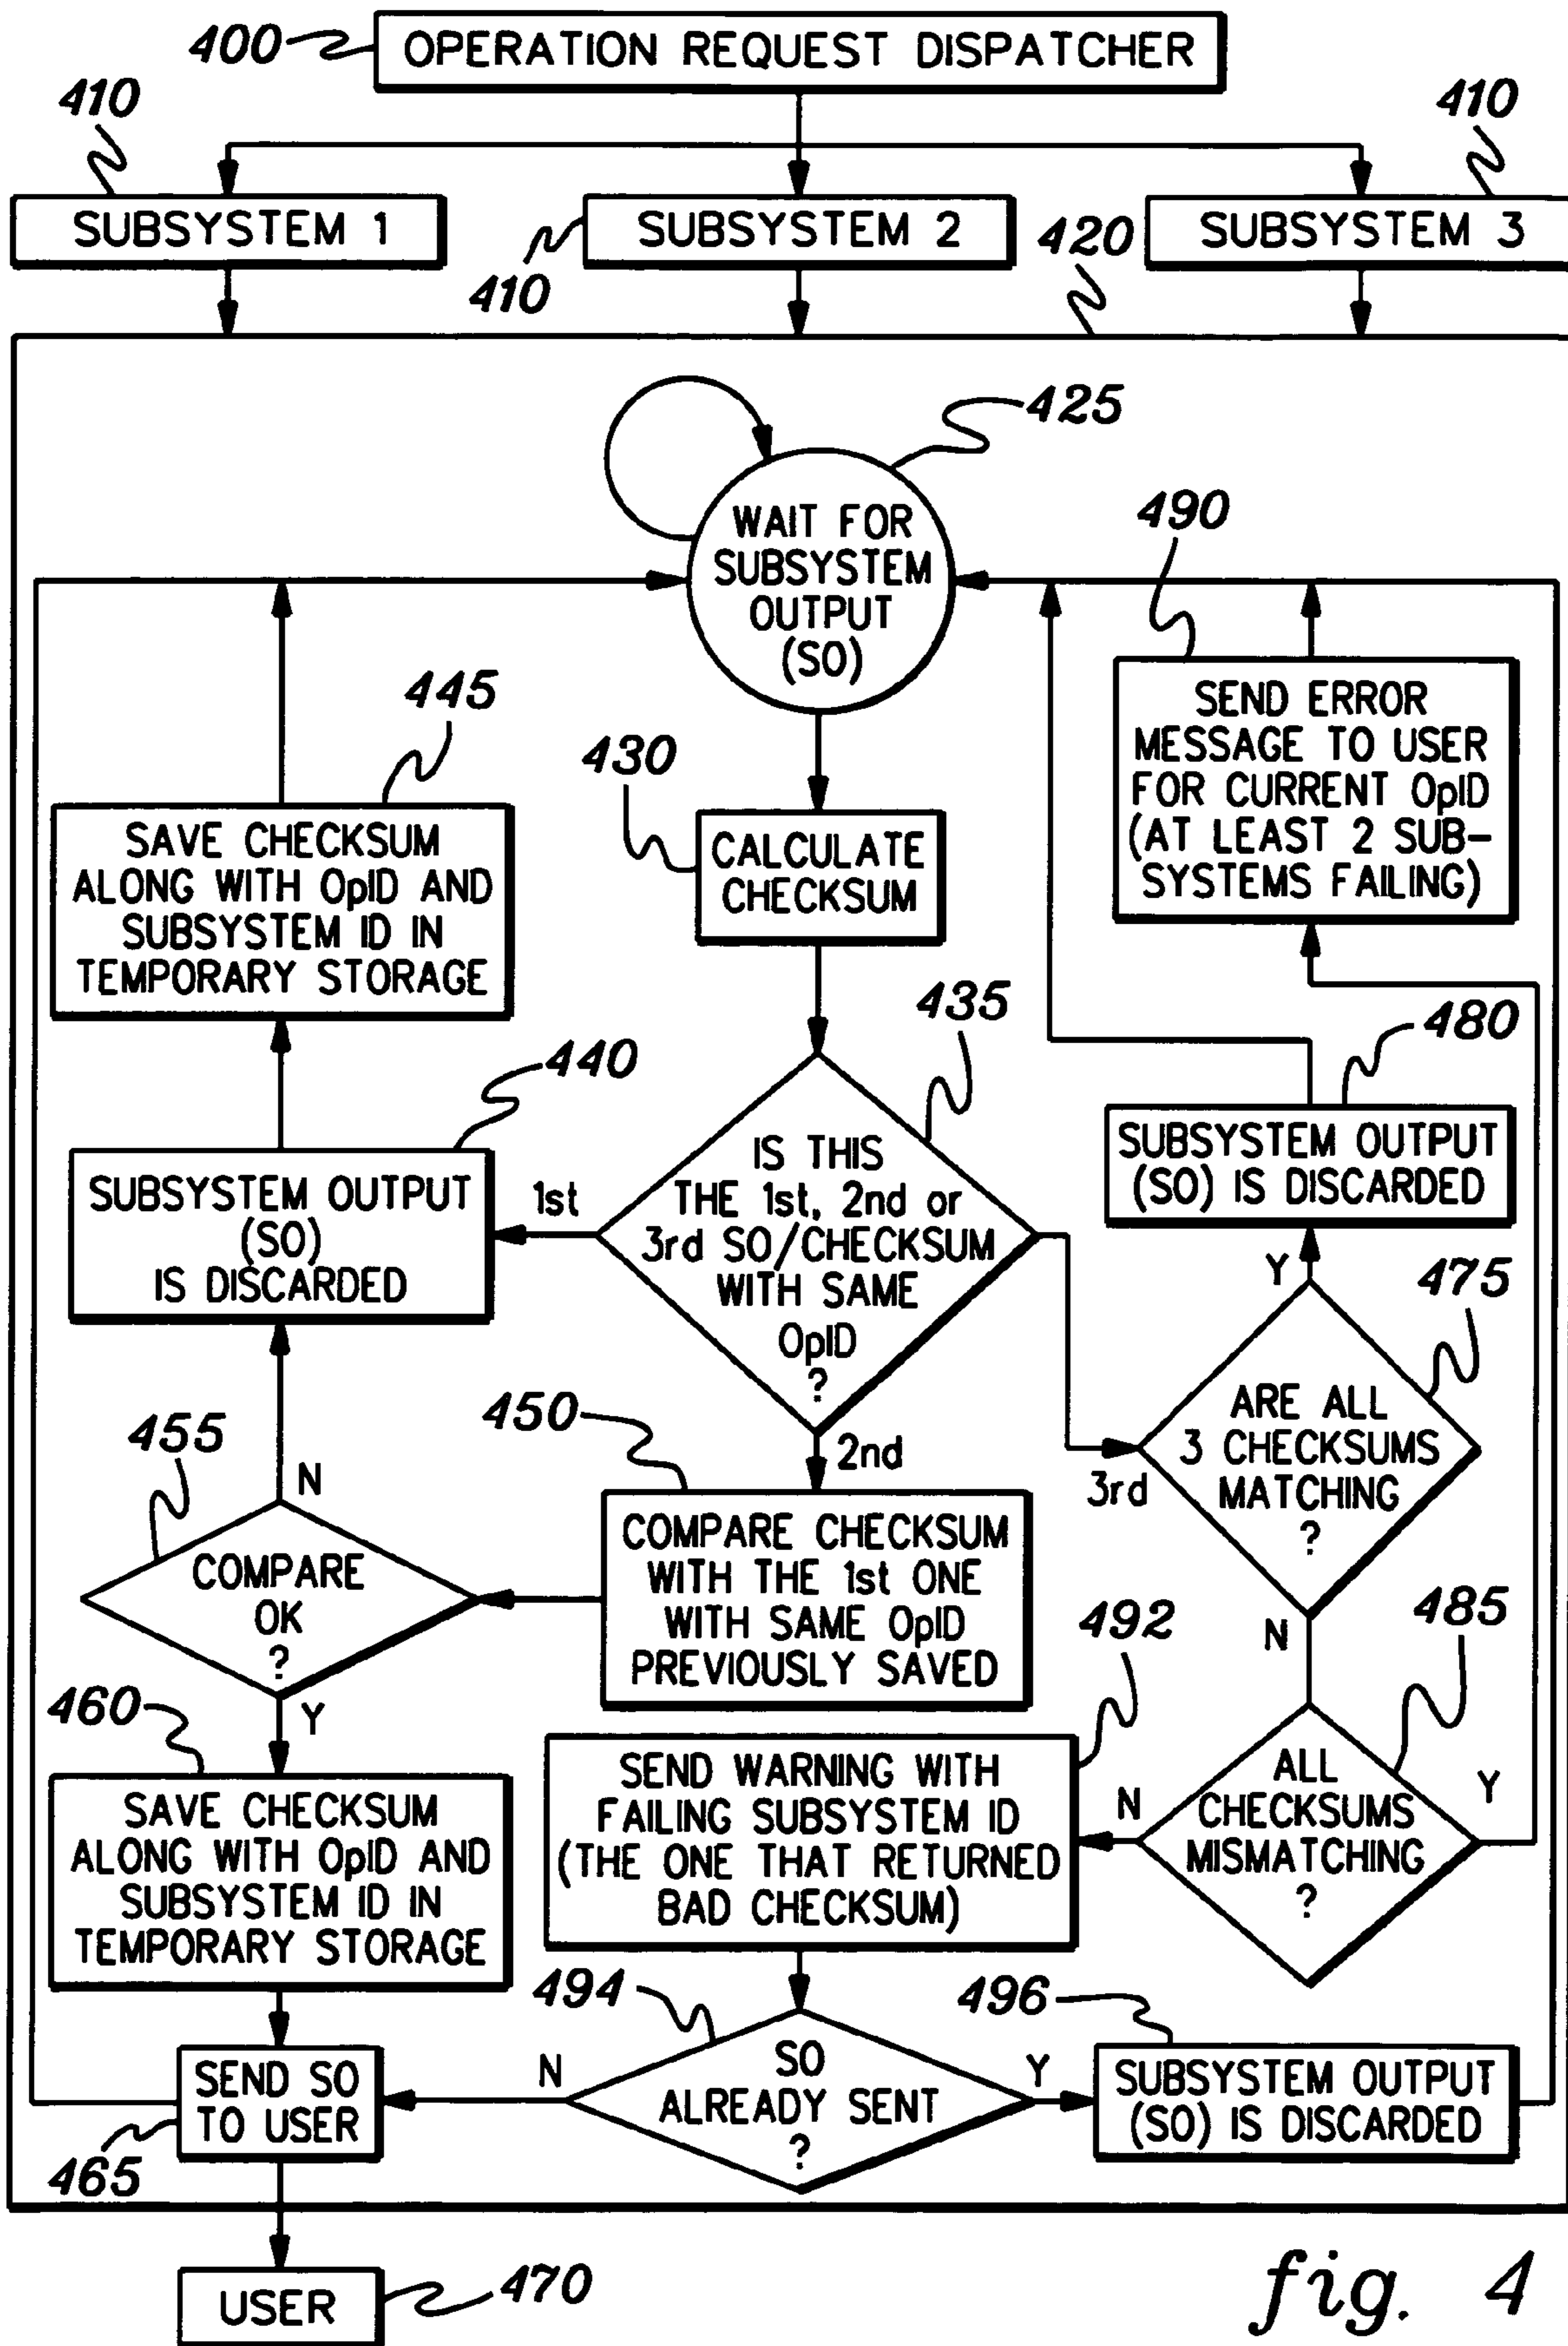 400
OPERATION REQUEST DISPATCHER
410
410
SUBSYSTEM 1
SUBSYSTEM 2
SUBSYSTEM 3
410
420
425
WAIT FOR
SUBSYSTEM
OUTPUT
(SO)
490
SEND ERROR
MESSAGE TO USER
FOR CURRENT OpID
(AT LEAST 2 SUB-
SYSTEMS FAILING)
445
SAVE CHECKSUM
ALONG WITH OpID AND
SUBSYSTEM ID IN
TEMPORARY STORAGE
430
CALCULATE
CHECKSUM
435
IS THIS
THE 1st, 2nd or
3rd SO/CHECKSUM
WITH SAME
OpID
?
1st
2nd
3rd
440
SUBSYSTEM OUTPUT
(SO)
IS DISCARDED
480
SUBSYSTEM OUTPUT
(SO) IS DISCARDED
Y
475
ARE ALL
3 CHECKSUMS
MATCHING
?
N
455
N
COMPARE
OK
?
Y
450
COMPARE CHECKSUM
WITH THE 1st ONE
WITH SAME OpID
PREVIOUSLY SAVED
485
ALL
CHECKSUMS
MISMATCHING
?
Y
N
492
SEND WARNING WITH
FAILING SUBSYSTEM ID
(THE ONE THAT RETURNED
BAD CHECKSUM)
460
SAVE CHECKSUM
ALONG WITH OpID AND
SUBSYSTEM ID IN
TEMPORARY STORAGE
494
SO
ALREADY SENT
?
N
Y
496
SUBSYSTEM OUTPUT
(SO) IS DISCARDED
SEND SO
TO USER
465
USER
470
fig. 4